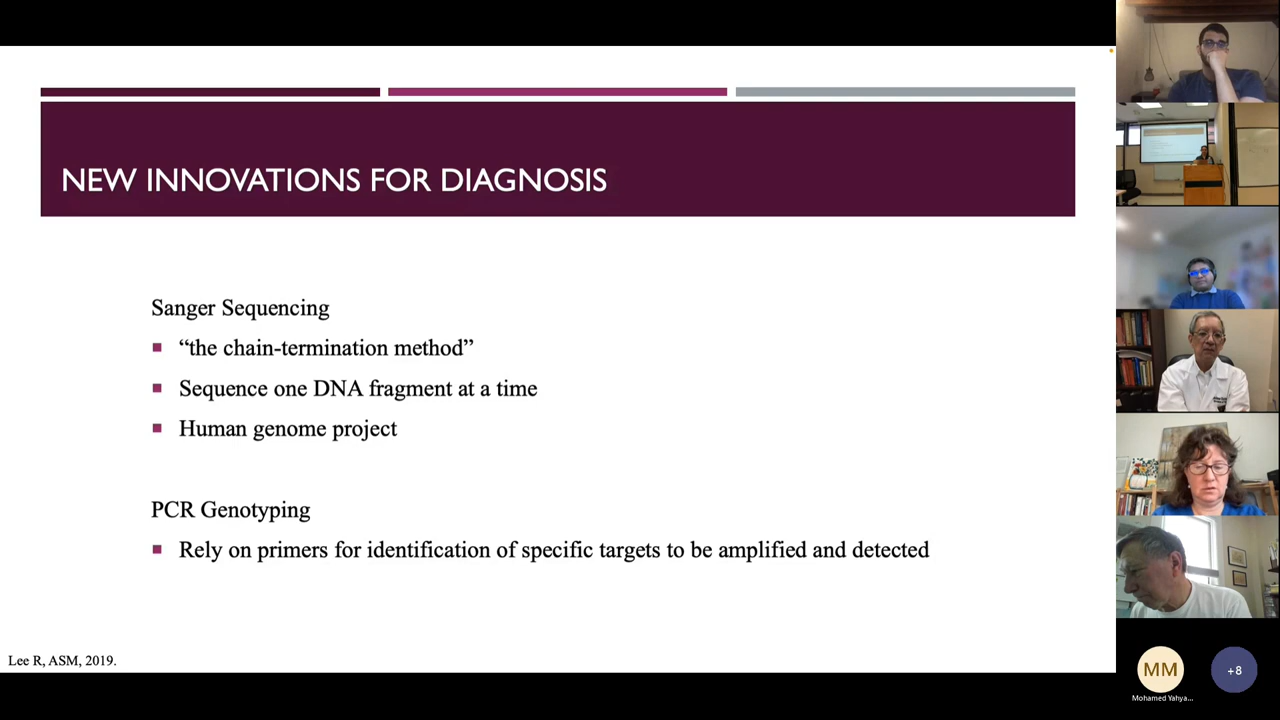 NEW INNOVATIONS FOR DIAGNOSIS
Sanger Sequencing
“the chain-termination method”
Sequence one DNA fragment at a time
Human genome project
PCR Genotyping
Rely on primers for identification of specific targets to be amplified and detected
Lee R, ASM, 2019.
MM
Mohamed Yahya...
+8